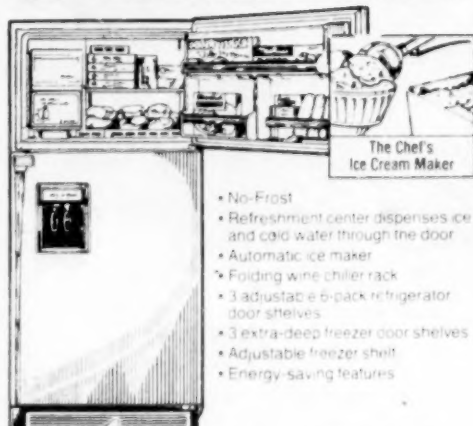 The Chef's
Ice Cream Maker
• No-Frost
• Refreshment center dispenses ice
and cold water through the door
• Automatic ice maker
• Folding wine chiller rack
• 3 adjustable 6-pack refrigerator
door shelves
• 3 extra-deep freezer door shelves
• Adjustable freezer shelf
• Energy-saving features